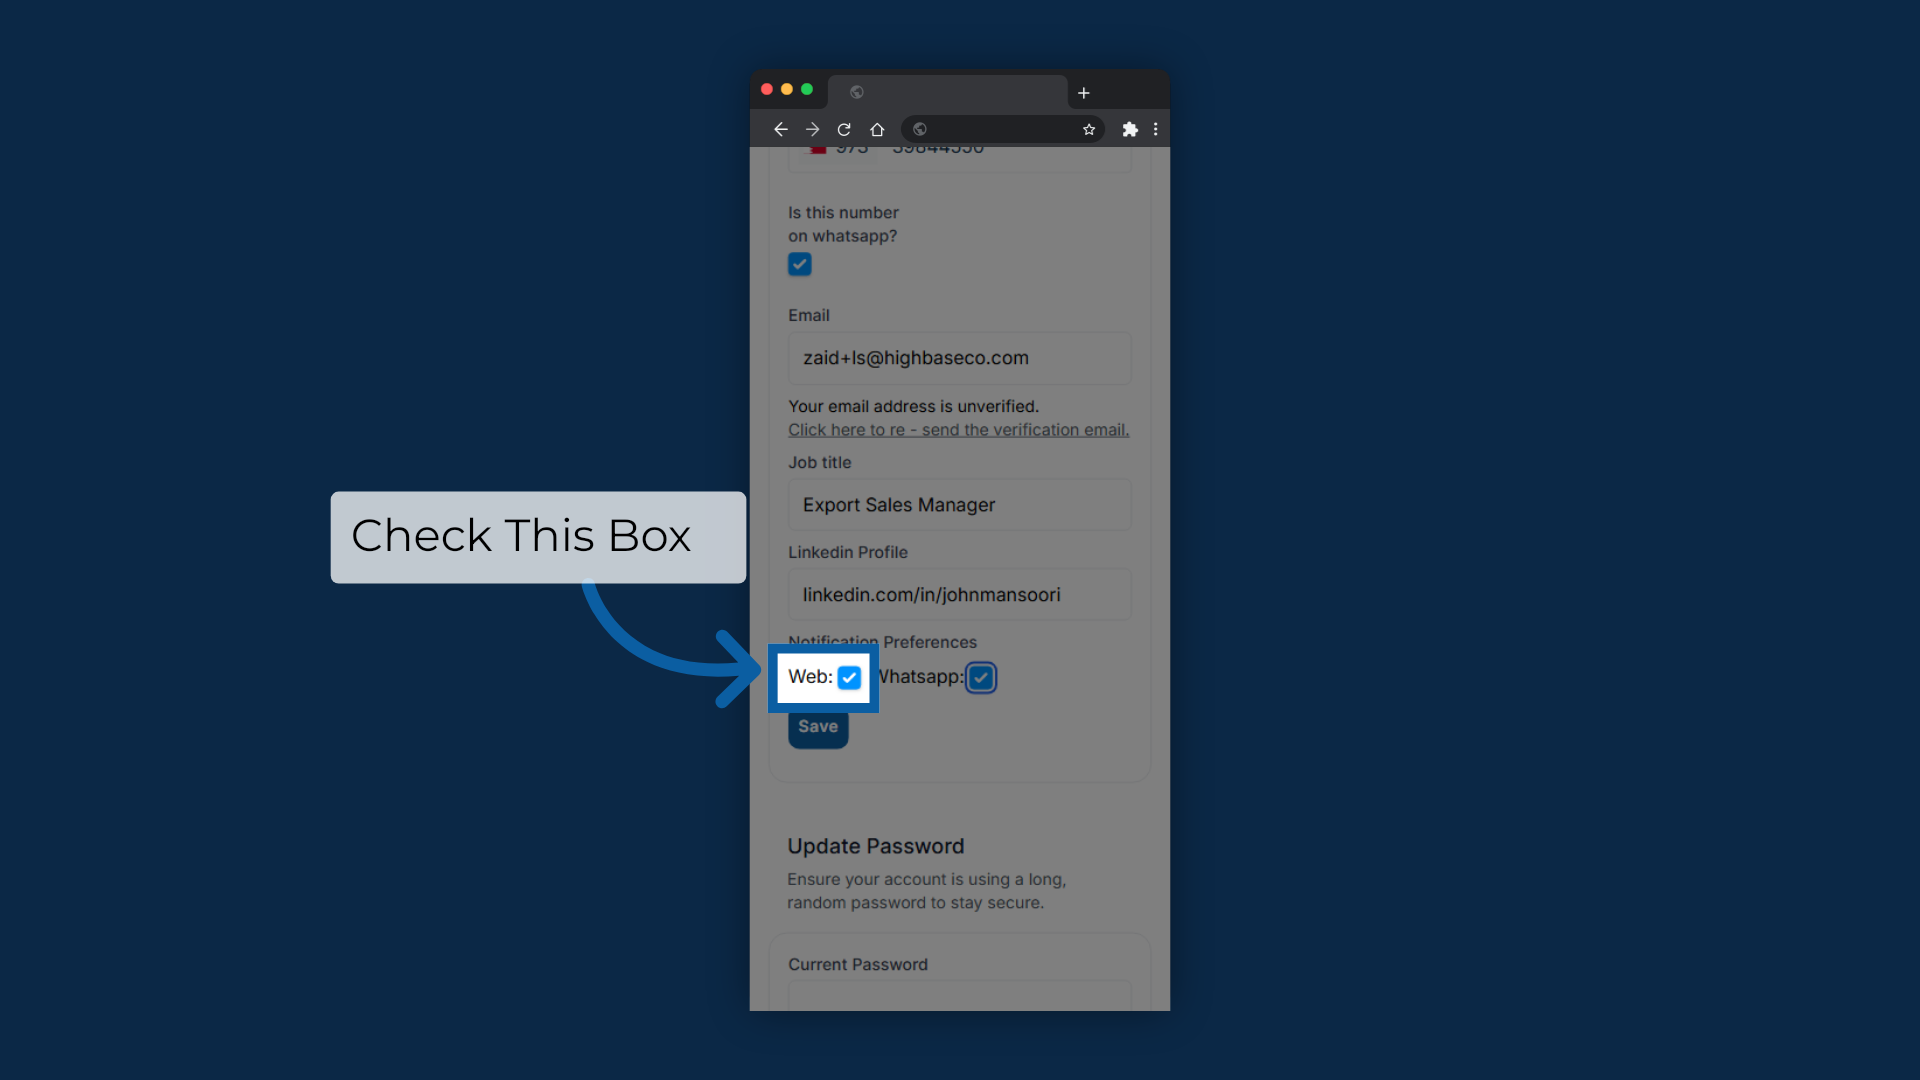 Is this number
on whatsapp?
Email
zaid+ls@highbaseco.com
Your email address is unverified.
Click here to re - send the verification email.
Job title
Export Sales Manager
Check This Box
Linkedin Profile
linkedin.com/in/johnmansoori
Notification Preferences
Web: Whatsapp:
Save
Update Password
Ensure your account is using a long,
random password to stay secure.
Current Password